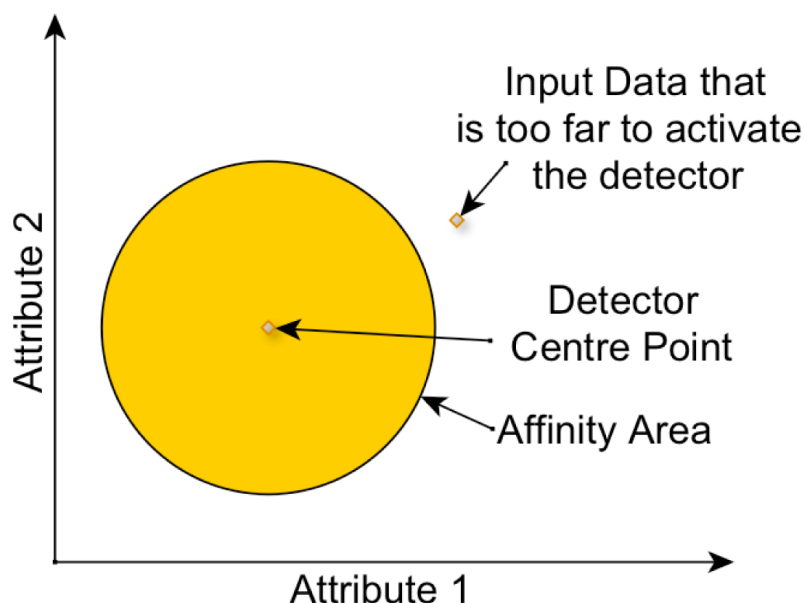 Input Data that
is too far to activate
the detector
Attribute 2
Detector
Centre Point
Affinity Area
Attribute 1